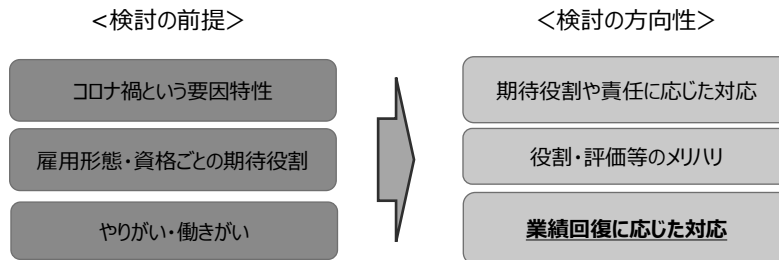 ＜検討の前提＞
＜検討の方向性＞
コロナ禍という要因特性
期待役割や責任に応じた対応
雇用形態・資格ごとの期待役割
役割・評価等のメリハリ
やりがい・働きがい
業績回復に応じた対応